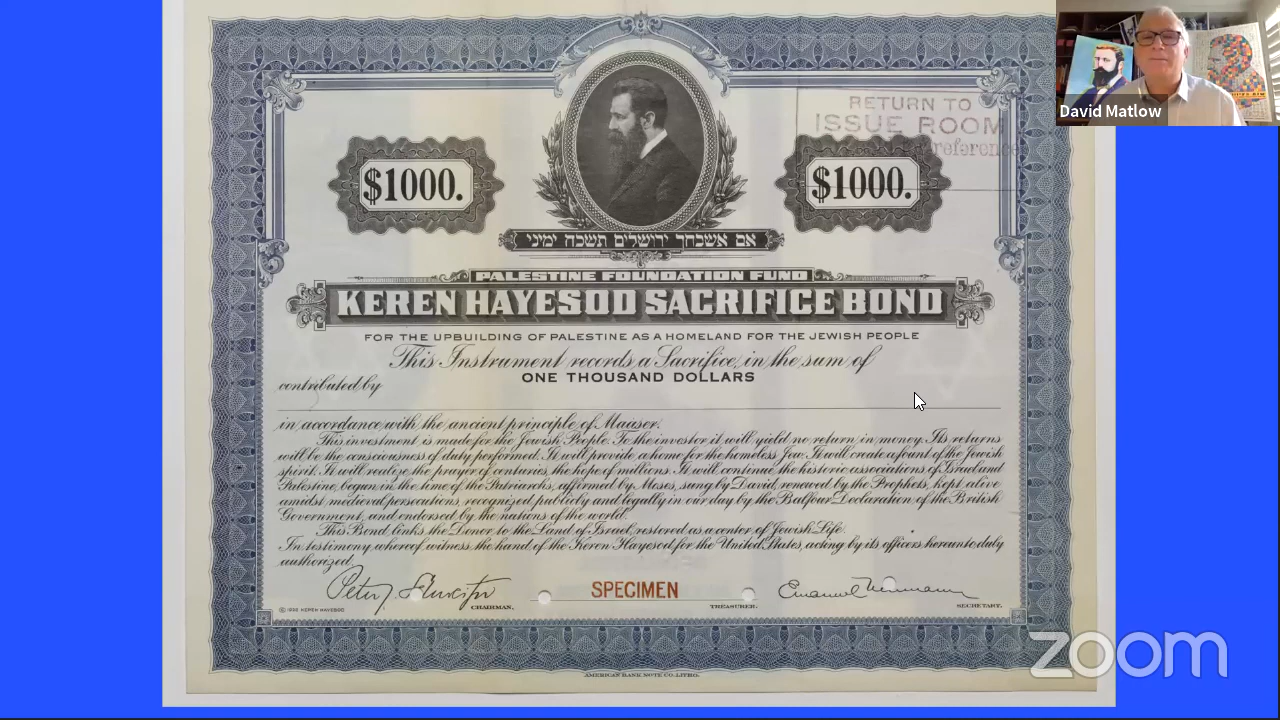 David Matlow
RETURN TO
ISSUE ROOM
reference
$1000.
$1000.
אם אשכחך ירושלים תשכח ימיני
PALESTINE FOUNDATION FUND
KEREN HAYESOD SACRIFICE BOND
FOR THE UPBUILDING OF PALESTINE AS A HOMELAND FOR THE JEWISH PEOPLE
This Instrument records a Sacrifice, in the sum of
ONE THOUSAND DOLLARS
contributed by
in accordance with the ancient principle of Maaser.
This investment is made for the Jewish People. To the investor it will yield no return in money. Its returns
will be the consciousness of duty performed. It will provide a home for the homeless Jew. It will create a fount of the Jewish
spirit. It will realize the prayer of centuries, the hope of millions. It will continue the historic associations of Israel and
Palestine, begun in the time of the Patriarchs, affirmed by Moses, sung by David, renewed by the Prophets, kept alive
amidst medieval persecutions, recognized publicly and legally in our day by the Balfour Declaration of the British
Government, and endorsed by the nations of the world.
This Bond links the Donor to the Land of Israel, restored as a center of Jewish Life.
In testimony whereof witness the hand of the Keren Hayesod for the United States, acting by its officers hereunto duly
authorized.
SPECIMEN
CHAIRMAN.
TREASURER.
SECRETARY.
KEREN HAYESOD
AMERICAN BANK NOTE CO. LITHO.
zoom